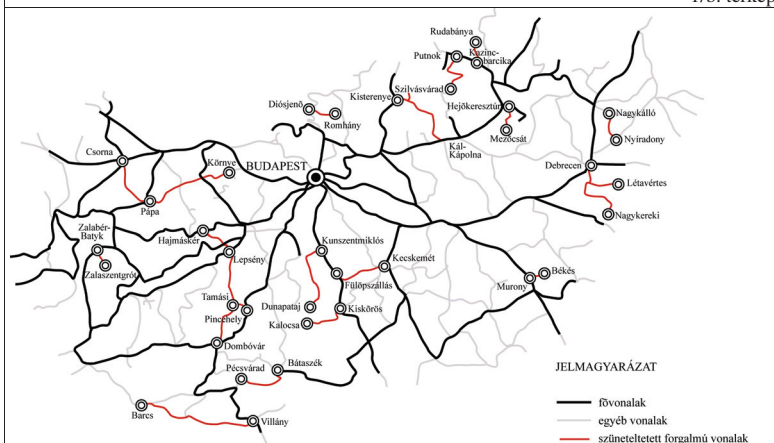 1/8. térkép
Rudabánya
Putnok
Kazinc-
barcika
Szilvásvárad
Kisterenye
Hejőkeresztúr
Diósjenő
Romhány
Nagykálló
Mezőcsát
Nyíradony
Kál-
Kápolna
Csorna
Környe
BUDAPEST
Debrecen
Létavértes
Pápa
Nagykereki
Zalabér-
Batyk
Hajmáskér
Kunszentmiklós
Lepsény
Kecskemét
Zalaszentgrót
Békés
Fülöpszállás
Murony
Tamási
Dunapataj
Pincehely
Kiskőrös
Kalocsa
Dombóvár
Bátaszék
Pécsvárad
Barcs
Villány
JELMAGYARÁZAT
fővonalak
egyéb vonalak
szüneteltetett forgalmú vonalak